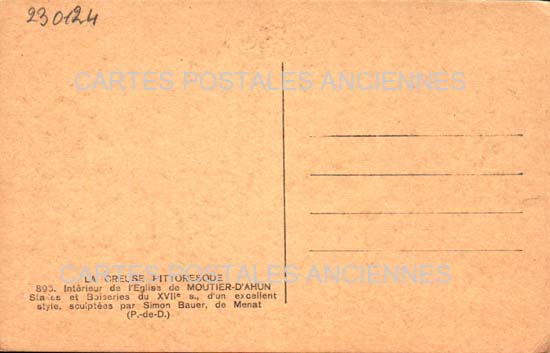 230124
CARTES POSTALES ANCIENNES
LA CREUSE PITTORESQUE
Intérieur de l'Eglise de MOUTIER-D'AHUN
Stalles et Boiseries du XVIIe s., d'un excellent
style, sculptées par Simon Bauer, de Menat
(P.-de-D.)
CARTES POSTALES ANCIENNES